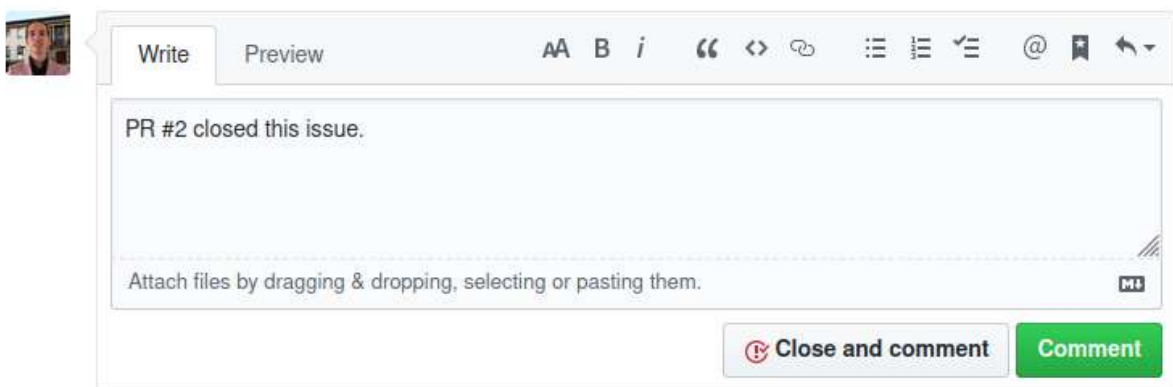 Write Preview AA B i “ <> @
PR #2 closed this issue.
Attach files by dragging & dropping, selecting or pasting them. M↓
Close and comment Comment